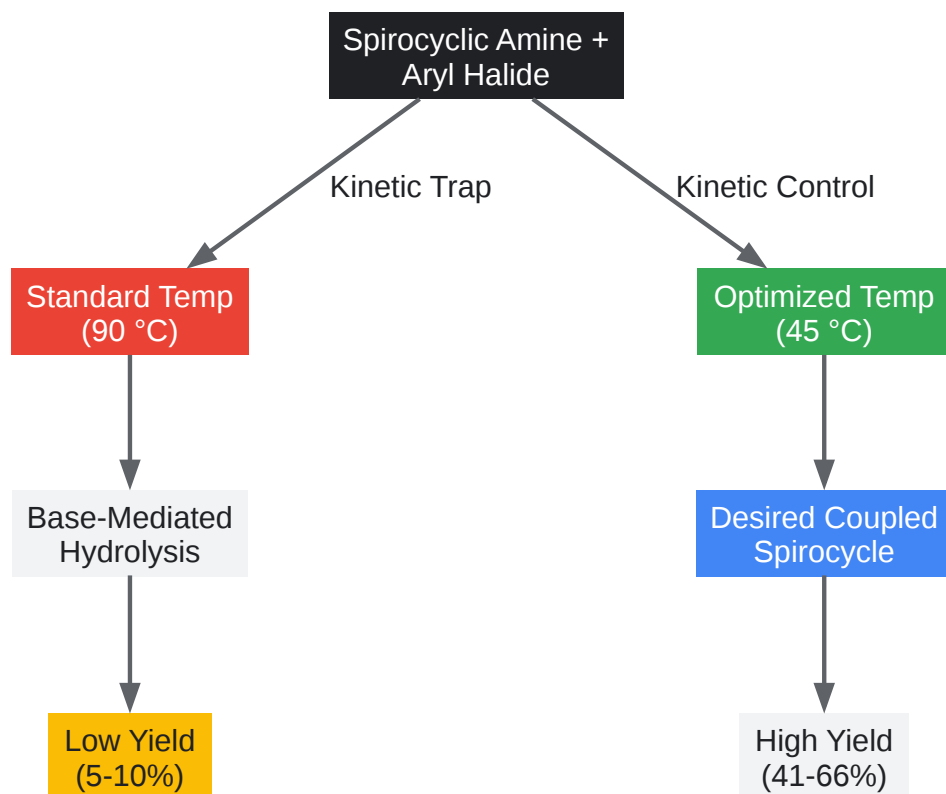 Spirocyclic Amine +
Aryl Halide
Kinetic Trap
Kinetic Control
Standard Temp
(90 °C)
Optimized Temp
(45 °C)
Base-Mediated
Hydrolysis
Desired Coupled
Spirocycle
Low Yield
(5-10%)
High Yield
(41-66%)